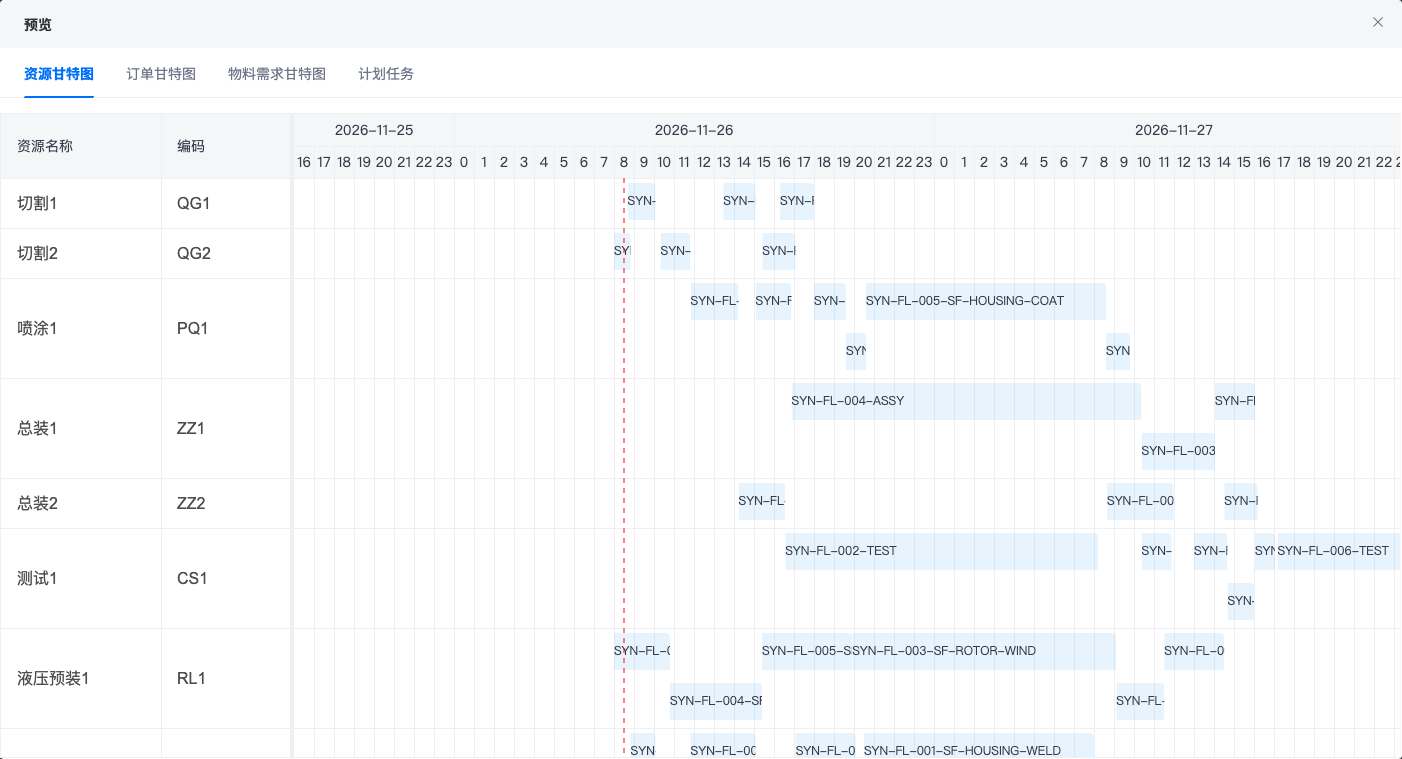 预览
资源甘特图 订单甘特图 物料需求甘特图 计划任务
资源名称 编码 2026-11-25 2026-11-26 2026-11-27
16 17 18 19 20 21 22 23 0 1 2 3 4 5 6 7 8 9 10 11 12 13 14 15 16 17 18 19 20 21 22 23 0 1 2 3 4 5 6 7 8 9 10 11 12 13 14 15 16 17 18 19 20 21 22
切割1 QG1 SYN- SYN- SYN-F
切割2 QG2 SYN SYN- SYN-
喷涂1 PQ1 SYN-FL- SYN-F SYN- SYN-FL-005-SF-HOUSING-COAT
SYN SYN
总装1 ZZ1 SYN-FL-004-ASSY SYN-FL
SYN-FL-003
总装2 ZZ2 SYN-FL- SYN-FL-00 SYN-
测试1 CS1 SYN-FL-002-TEST SYN- SYN- SYN SYN-FL-006-TEST
SYN-
液压预装1 RL1 SYN-FL-0 SYN-FL-005-S SYN-FL-003-SF-ROTOR-WIND SYN-FL-0
SYN-FL-004-SF SYN-FL-
SYN SYN-FL-00 SYN-FL-0 SYN-FL-001-SF-HOUSING-WELD